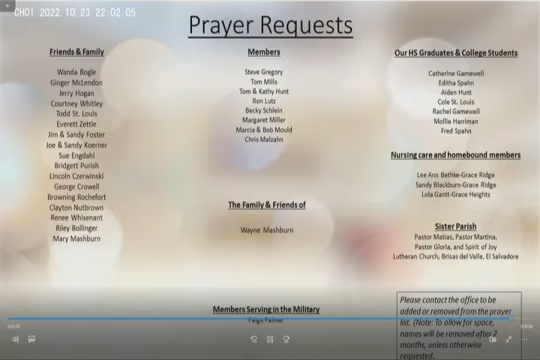 CH01 2022.10.23 22:02:05
Prayer Requests
Friends & Family
Wanda Bogle
Ginger McLendon
Jerry Hogan
Courtney Whitley
Todd St. Louis
Everett Zettle
Jim & Sandy Foster
Joe & Sandy Koerner
Sue Engdahl
Bridgett Purish
Lincoln Czerwinski
George Crowell
Browning Rochefort
Clayton Nutbrown
Renee Whisenant
Riley Bollinger
Mary Mashburn
Members
Steve Gregory
Tom Mills
Tom & Kathy Hunt
Ron Lutz
Becky Schlein
Margaret Miller
Marcia & Bob Mould
Chris Malzahn
The Family & Friends of
Wayne Mashburn
Members Serving in the Military
Paige Palmer
Our HS Graduates & College Students
Catherine Gamewell
Editha Spahn
Aiden Hunt
Cole St. Louis
Rachel Gamewell
Mollie Harriman
Fred Spahn
Nursing care and homebound members
Lee Ann Bethke-Grace Ridge
Sandy Blackburn-Grace Ridge
Lola Gantt-Grace Heights
Sister Parish
Pastor Matias, Pastor Martina,
Pastor Gloria, and Spirit of Joy
Lutheran Church, Brisas del Valle, El Salvadore
Please contact the office to be
added or removed from the prayer
list. (Note: To allow for space,
names will be removed after 2
months, unless otherwise
requested.